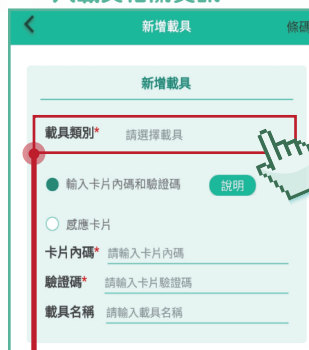 新增載具 條碼
新增載具
載具類別* 請選擇載具
輸入卡片內碼和驗證碼 說明
感應卡片
卡片內碼* 請輸入卡片內碼
驗證碼* 請輸入卡片驗證碼
載具名稱 請輸入載具名稱